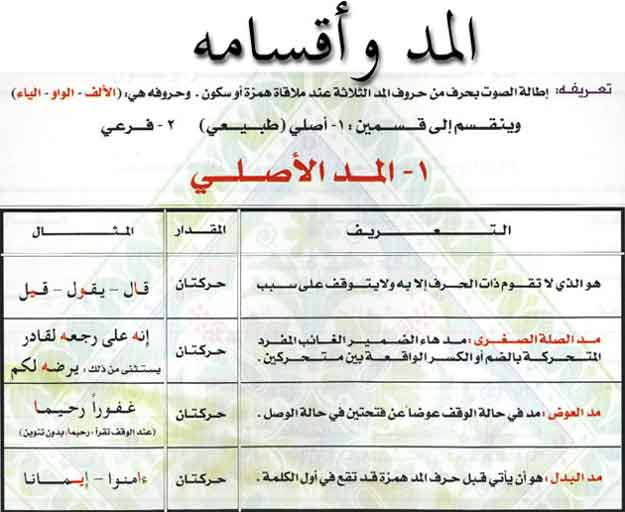 المد وأقسامه
تعريفه: إطالة الصوت بحرف من حروف المد الثلاثة عند ملاقاة همزة أو سكون . وحروفه هي: (الألف - الواو - الياء)
وينقسم إلى قسمين : ١- أصلي (طبيعي) ٢- فرعي
١- المد الأصلي
التعريف المقدار المثال
هو الذي لا تقوم ذات الحرف إلا به ولا يتوقف على سبب حركتان قال - يقول - قيل
مد الصلة الصغرى : مد هاء الضمير الغائب المفرد
المتحركة بالضم أو الكسر الواقعة بين متحركين .
حركتان
إنه على رجعه لقادر
يستثنى من ذلك : يرضه لكم
مد العوض : مد في حالة الوقف عوضاً عن فتحتين في حالة الوصل .
حركتان
غفوراً رحيما
(عند الوقف تقرأ : رحيما : بدون تنوين)
مد البدل : هو أن يأتي قبل حرف المد همزة قد تقع في أول الكلمة . حركتان ءامنوا - إيمانا